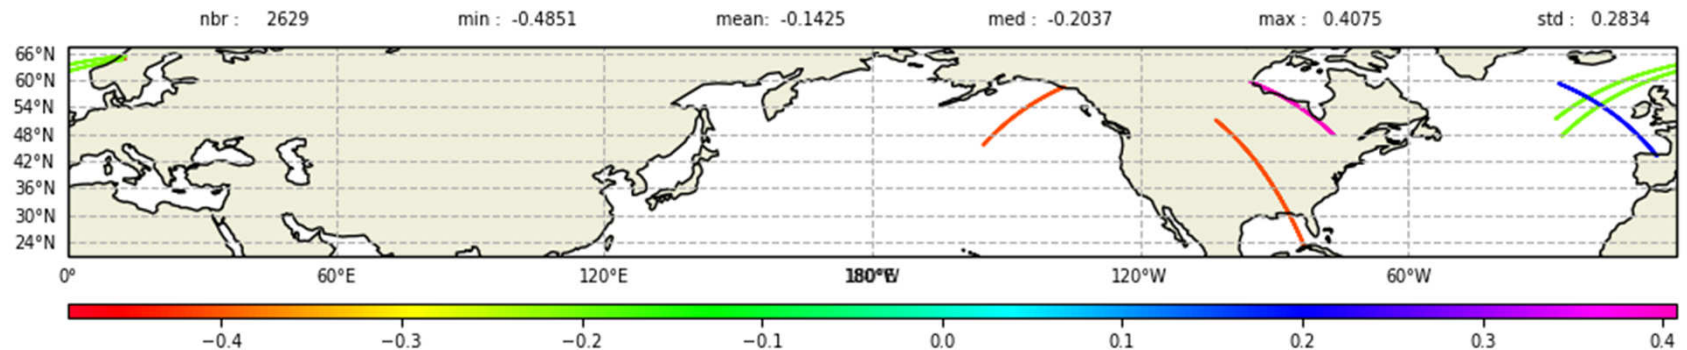 nbr : 2629 min : -0.4851 mean: -0.1425 med : -0.2037 max : 0.4075 std : 0.2834
66°N
60°N
54°N
48°N
42°N
36°N
30°N
24°N
0° 60°E 120°E 180° 120°W 60°W
−0.4 −0.3 −0.2 −0.1 0.0 0.1 0.2 0.3 0.4